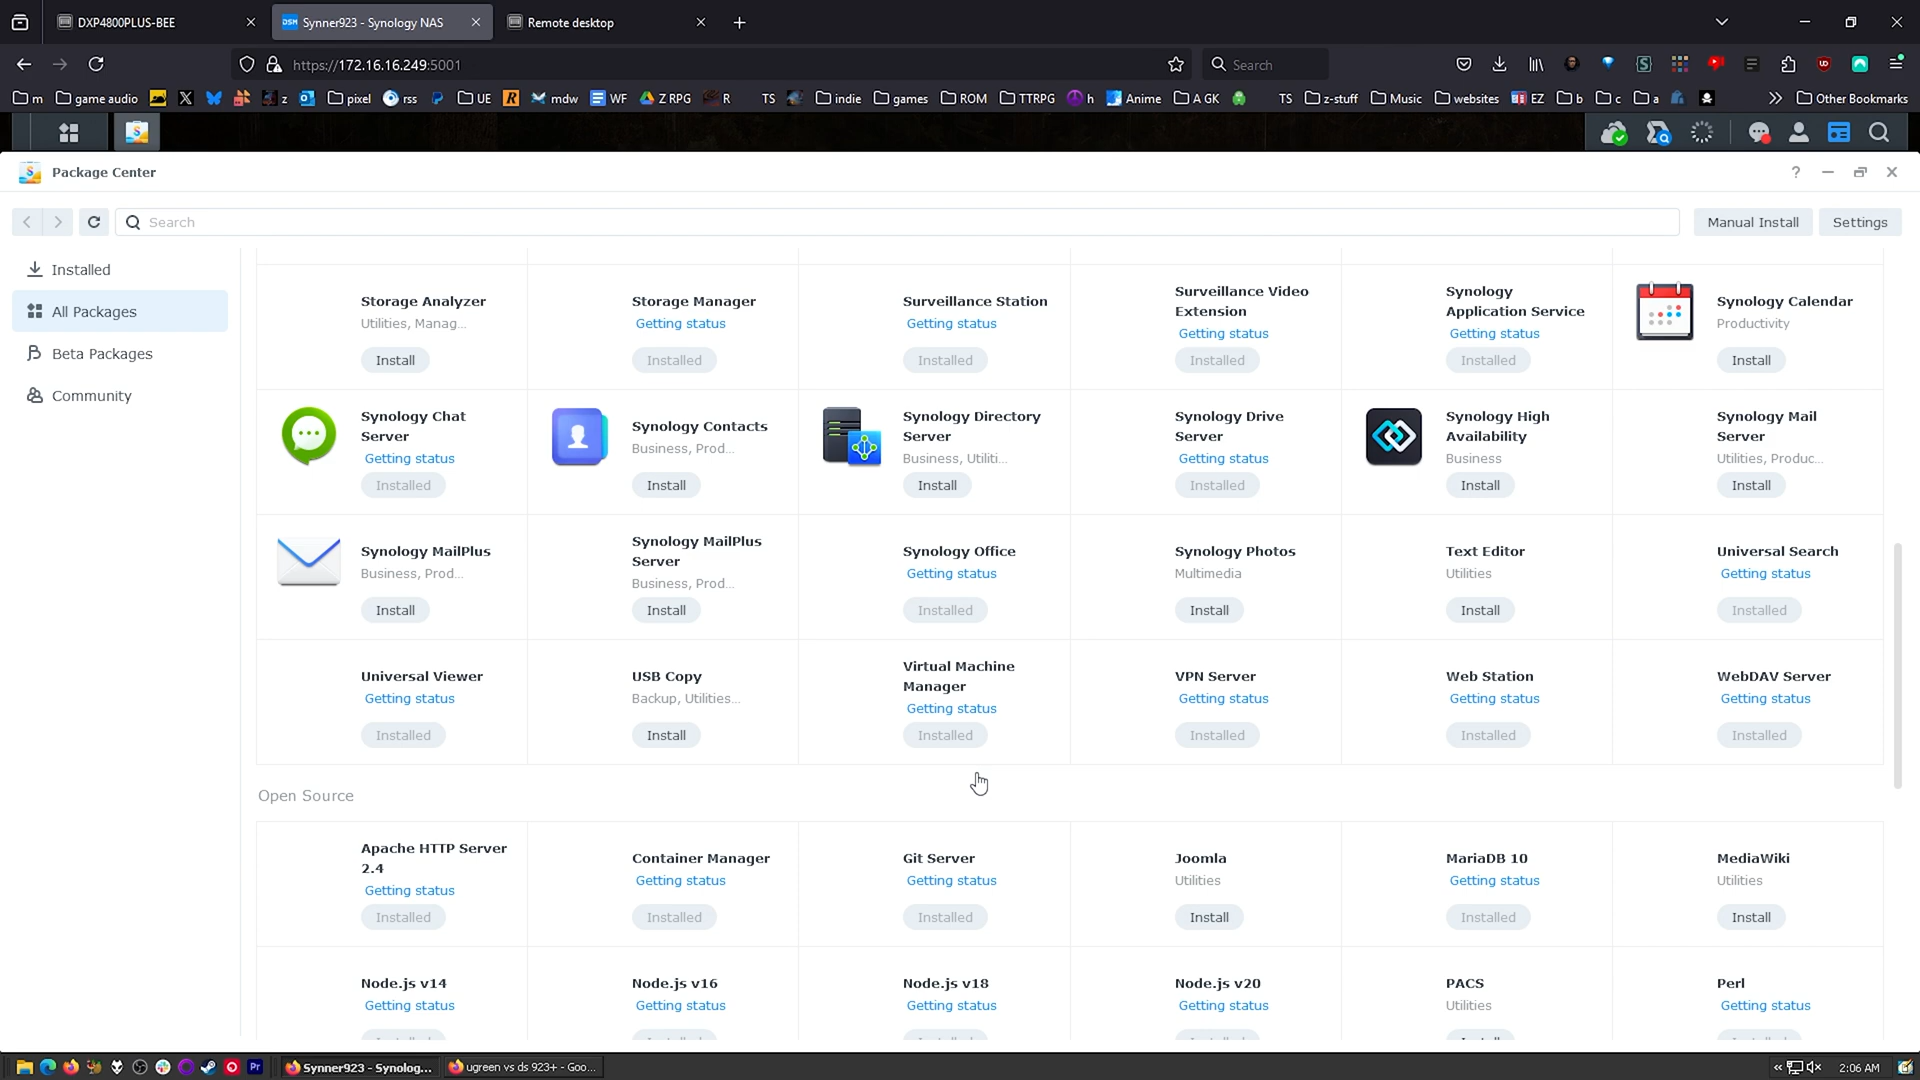 DXP4800PLUS-BEE
Synner923 - Synology NAS
Remote desktop
https://172.16.16.249:5001
Search
m
game audio
z
pixel
rss
UE
mdw
WF
Z RPG
R
TS
indie
games
ROM
TTRPG
h
Anime
A GK
TS
z-stuff
Music
websites
EZ
b
c
a
Other Bookmarks
Package Center
Search
Manual Install
Settings
Installed
All Packages
Beta Packages
Community
Storage Analyzer
Utilities, Manag...
Install
Storage Manager
Getting status
Installed
Surveillance Station
Getting status
Installed
Surveillance Video
Extension
Getting status
Installed
Synology
Application Service
Getting status
Installed
Synology Calendar
Productivity
Install
Synology Chat
Server
Getting status
Installed
Synology Contacts
Business, Prod...
Install
Synology Directory
Server
Business, Utiliti...
Install
Synology Drive
Server
Getting status
Installed
Synology High
Availability
Business
Install
Synology Mail
Server
Utilities, Produc...
Install
Synology MailPlus
Business, Prod...
Install
Synology MailPlus
Server
Business, Prod...
Install
Synology Office
Getting status
Installed
Synology Photos
Multimedia
Install
Text Editor
Utilities
Install
Universal Search
Getting status
Installed
Universal Viewer
Getting status
Installed
USB Copy
Backup, Utilities...
Install
Virtual Machine
Manager
Getting status
Installed
VPN Server
Getting status
Installed
Web Station
Getting status
Installed
WebDAV Server
Getting status
Installed
Open Source
Apache HTTP Server
2.4
Getting status
Installed
Container Manager
Getting status
Installed
Git Server
Getting status
Installed
Joomla
Utilities
Install
MariaDB 10
Getting status
Installed
MediaWiki
Utilities
Install
Node.js v14
Getting status
Node.js v16
Getting status
Node.js v18
Getting status
Node.js v20
Getting status
PACS
Utilities
Perl
Getting status
Synner923 - Synolog...
ugreen vs ds 923+ - Goo...
2:06 AM